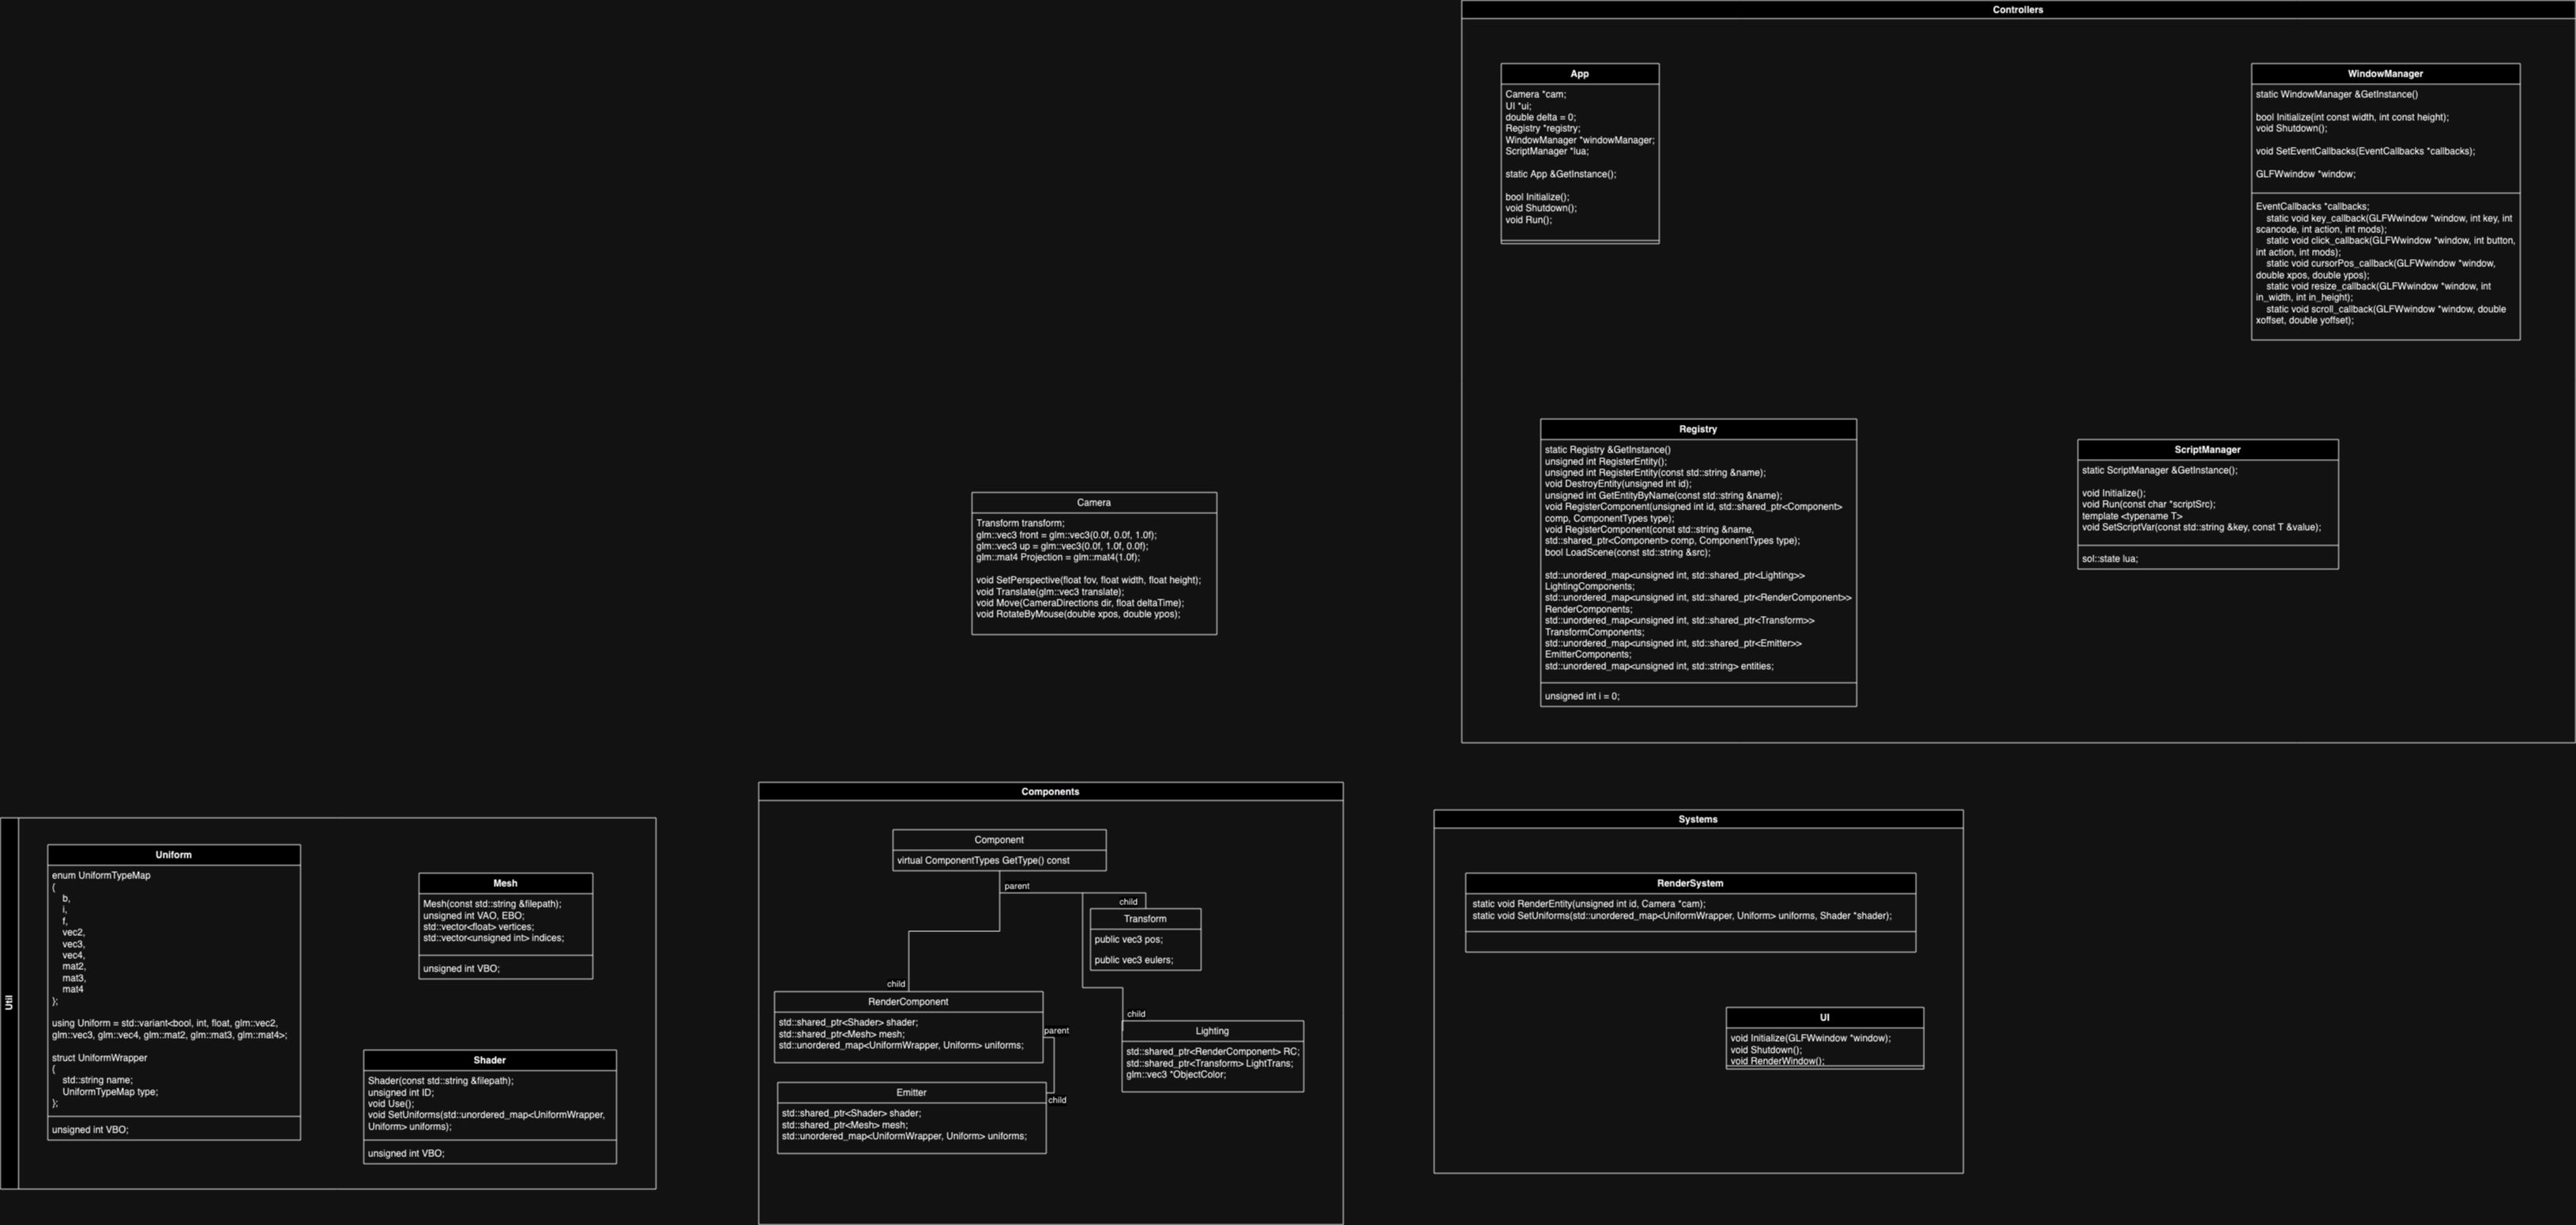 Controllers
App
Camera *cam;
UI *ui;
double delta = 0;
Registry *registry;
WindowManager *windowManager;
ScriptManager *lua;
static App &GetInstance();
bool Initialize();
void Shutdown();
void Run();
WindowManager
static WindowManager &GetInstance()
bool Initialize(int const width, int const height);
void Shutdown();
void SetEventCallbacks(EventCallbacks *callbacks);
GLFWwindow *window;
EventCallbacks *callbacks;
static void key_callback(GLFWwindow *window, int key, int
scancode, int action, int mods);
static void click_callback(GLFWwindow *window, int button,
int action, int mods);
static void cursorPos_callback(GLFWwindow *window,
double xpos, double ypos);
static void resize_callback(GLFWwindow *window, int
in_width, int in_height);
static void scroll_callback(GLFWwindow *window, double
xoffset, double yoffset);
Registry
static Registry &GetInstance()
unsigned int RegisterEntity();
unsigned int RegisterEntity(const std::string &name);
void DestroyEntity(unsigned int id);
unsigned int GetEntityByName(const std::string &name);
void RegisterComponent(unsigned int id, std::shared_ptr<Component>
comp, ComponentTypes type);
void RegisterComponent(const std::string &name,
std::shared_ptr<Component> comp, ComponentTypes type);
bool LoadScene(const std::string &src);
std::unordered_map<unsigned int, std::shared_ptr<Lighting>>
LightingComponents;
std::unordered_map<unsigned int, std::shared_ptr<RenderComponent>>
RenderComponents;
std::unordered_map<unsigned int, std::shared_ptr<Transform>>
TransformComponents;
std::unordered_map<unsigned int, std::shared_ptr<Emitter>>
EmitterComponents;
std::unordered_map<unsigned int, std::string> entities;
unsigned int i = 0;
ScriptManager
static ScriptManager &GetInstance();
void Initialize();
void Run(const char *scriptSrc);
template <typename T>
void SetScriptVar(const std::string &key, const T &value);
sol::state lua;
Camera
Transform transform;
glm::vec3 front = glm::vec3(0.0f, 0.0f, 1.0f);
glm::vec3 up = glm::vec3(0.0f, 1.0f, 0.0f);
glm::mat4 Projection = glm::mat4(1.0f);
void SetPerspective(float fov, float width, float height);
void Translate(glm::vec3 translate);
void Move(CameraDirections dir, float deltaTime);
void RotateByMouse(double xpos, double ypos);
Util
Uniform
enum UniformTypeMap
{
b,
i,
f,
vec2,
vec3,
vec4,
mat2,
mat3,
mat4
};
using Uniform = std::variant<bool, int, float, glm::vec2,
glm::vec3, glm::vec4, glm::mat2, glm::mat3, glm::mat4>;
struct UniformWrapper
{
std::string name;
UniformTypeMap type;
};
unsigned int VBO;
Mesh
Mesh(const std::string &filepath);
unsigned int VAO, EBO;
std::vector<float> vertices;
std::vector<unsigned int> indices;
unsigned int VBO;
Shader
Shader(const std::string &filepath);
unsigned int ID;
void Use();
void SetUniforms(std::unordered_map<UniformWrapper,
Uniform> uniforms);
unsigned int VBO;
Components
Component
virtual ComponentTypes GetType() const
parent
child
Transform
public vec3 pos;
public vec3 eulers;
child
RenderComponent
std::shared_ptr<Shader> shader;
std::shared_ptr<Mesh> mesh;
std::unordered_map<UniformWrapper, Uniform> uniforms;
parent
child
Lighting
std::shared_ptr<RenderComponent> RC;
std::shared_ptr<Transform> LightTrans;
glm::vec3 *ObjectColor;
Emitter
child
std::shared_ptr<Shader> shader;
std::shared_ptr<Mesh> mesh;
std::unordered_map<UniformWrapper, Uniform> uniforms;
Systems
RenderSystem
static void RenderEntity(unsigned int id, Camera *cam);
static void SetUniforms(std::unordered_map<UniformWrapper, Uniform> uniforms, Shader *shader);
UI
void Initialize(GLFWwindow *window);
void Shutdown();
void RenderWindow();